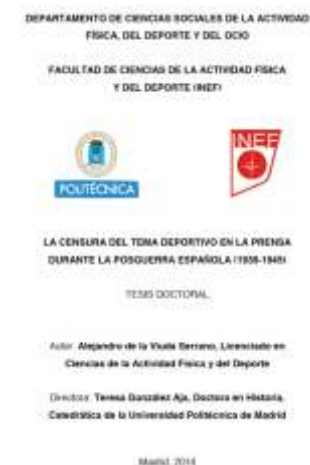 DEPARTAMENTO DE CIENCIAS SOCIALES DE LA ACTIVIDAD
FÍSICA, DEL DEPORTE Y DEL OCIO
FACULTAD DE CIENCIAS DE LA ACTIVIDAD FÍSICA
Y DEL DEPORTE (INEF)
POLITÉCNICA
INEF
LA CENSURA DEL TEMA DEPORTIVO EN LA PRENSA
DURANTE LA POSGUERRA ESPAÑOLA (1939-1945)
TESIS DOCTORAL
Autor: Alejandro de la Viuda Serrano, Licenciado en
Ciencias de la Actividad Física y del Deporte
Directora: Teresa González Aja, Doctora en Historia,
Catedrática de la Universidad Politécnica de Madrid
Madrid, 2014